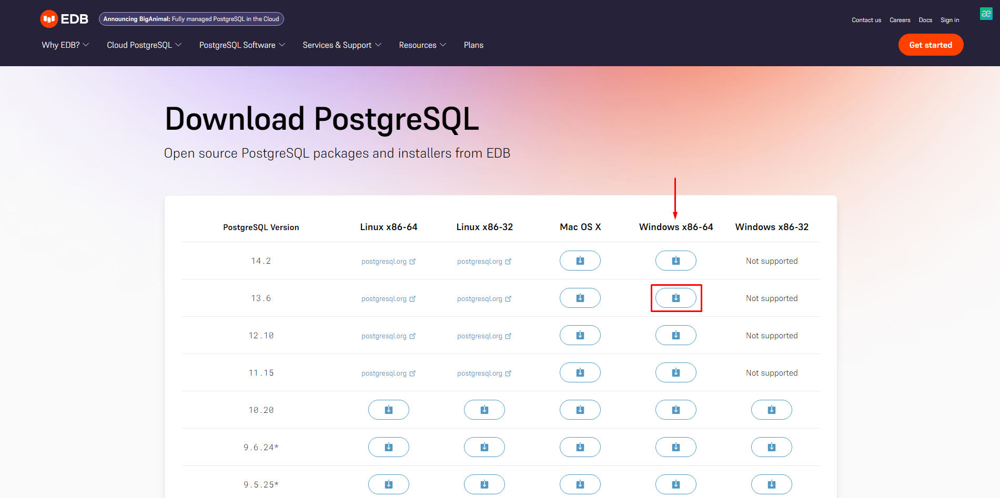 EDB
Announcing BigAnimal: Fully managed PostgreSQL in the Cloud
Contact us Careers Docs Sign in
æ
Why EDB? Cloud PostgreSQL PostgreSQL Software Services & Support Resources Plans
Get started
Download PostgreSQL
Open source PostgreSQL packages and installers from EDB
PostgreSQL Version Linux x86-64 Linux x86-32 Mac OS X Windows x86-64 Windows x86-32
14.2 postgresql.org postgresql.org Not supported
13.6 postgresql.org postgresql.org Not supported
12.10 postgresql.org postgresql.org Not supported
11.15 postgresql.org postgresql.org Not supported
10.20
9.6.24*
9.5.25*